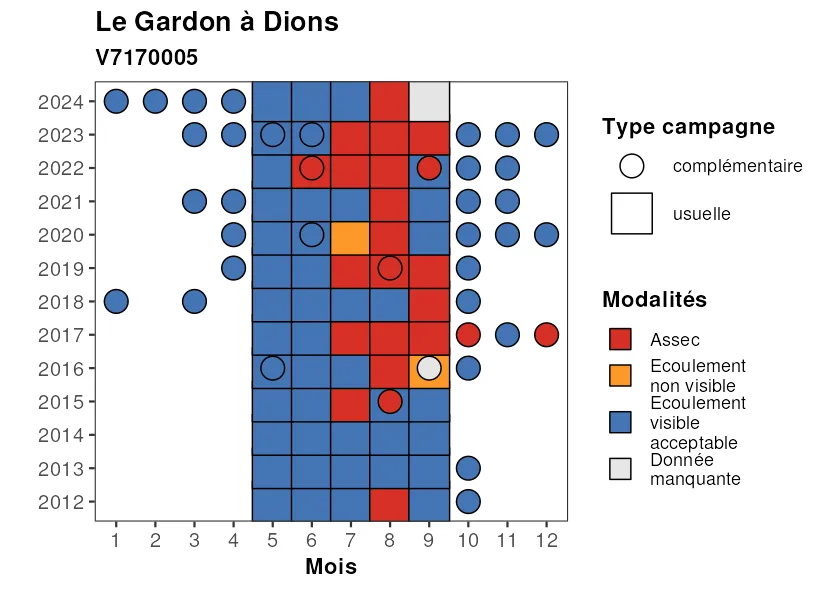 Le Gardon à Dions
V7170005
2024
2023
2022
2021
2020
2019
2018
2017
2016
2015
2014
2013
2012
1 2 3 4 5 6 7 8 9 10 11 12
Mois
Type campagne
complémentaire
usuelle
Modalités
Assec
Ecoulement
non visible
Ecoulement
visible
acceptable
Donnée
manquante